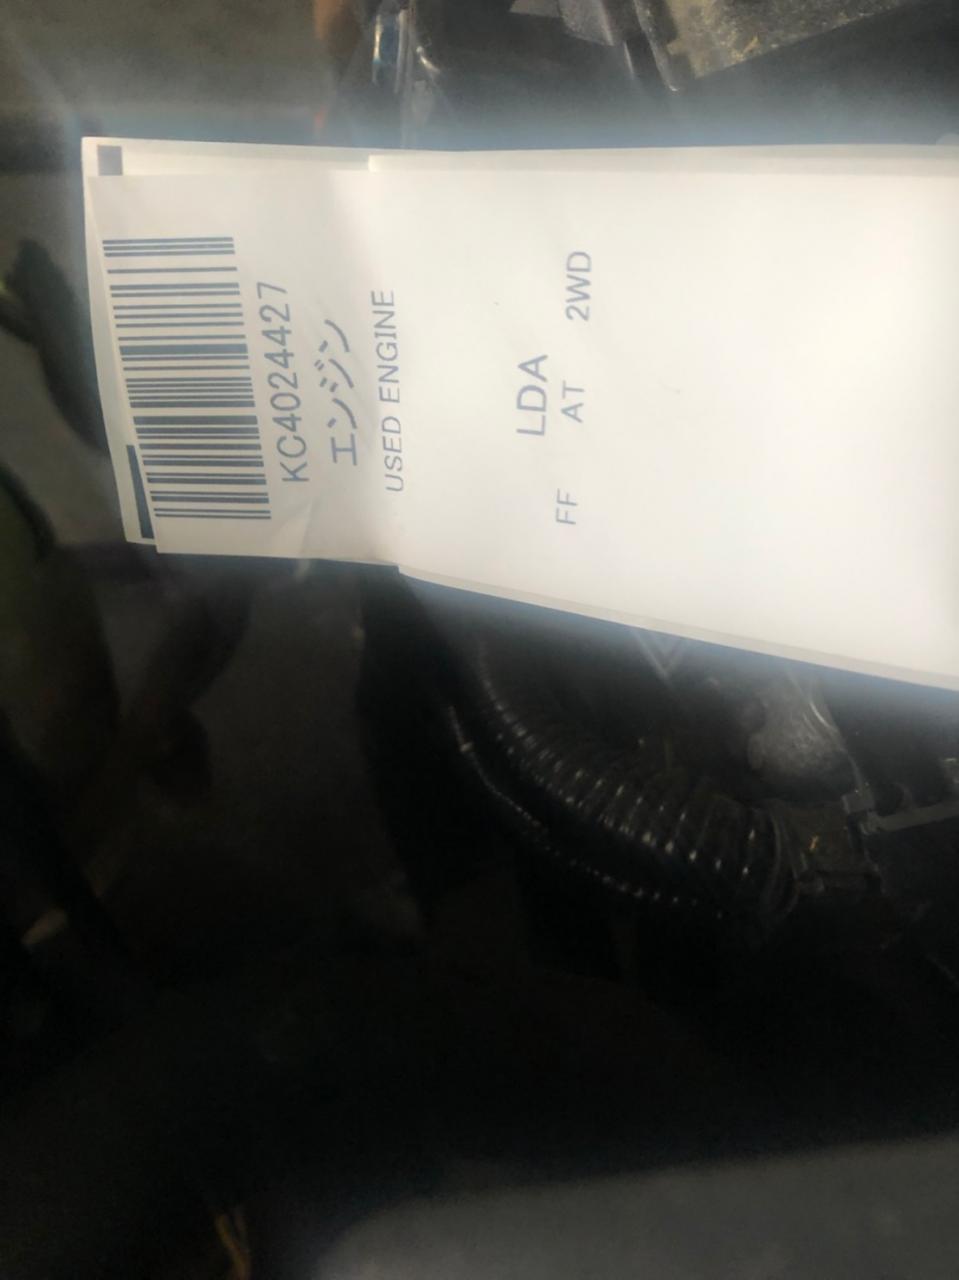 KC4024427
エンジン
USED ENGINE
LDA
FF AT 2WD